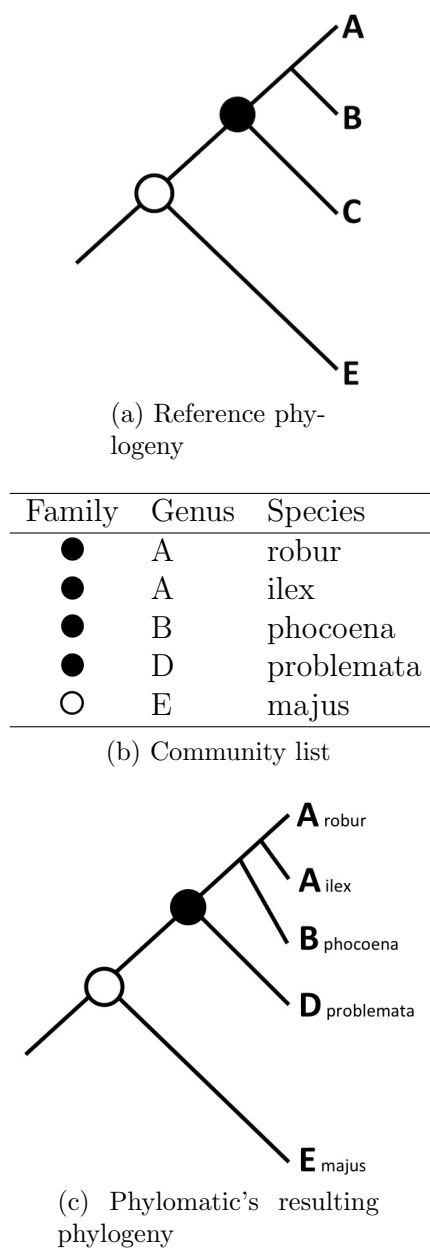 A
B
C
E
(a) Reference phy-
logeny
Family Genus Species
A robur
A ilex
B phocoena
D problemata
E majus
(b) Community list
A robur
A ilex
B phocoena
D problemata
E majus
(c) Phylomatic's resulting
phylogeny